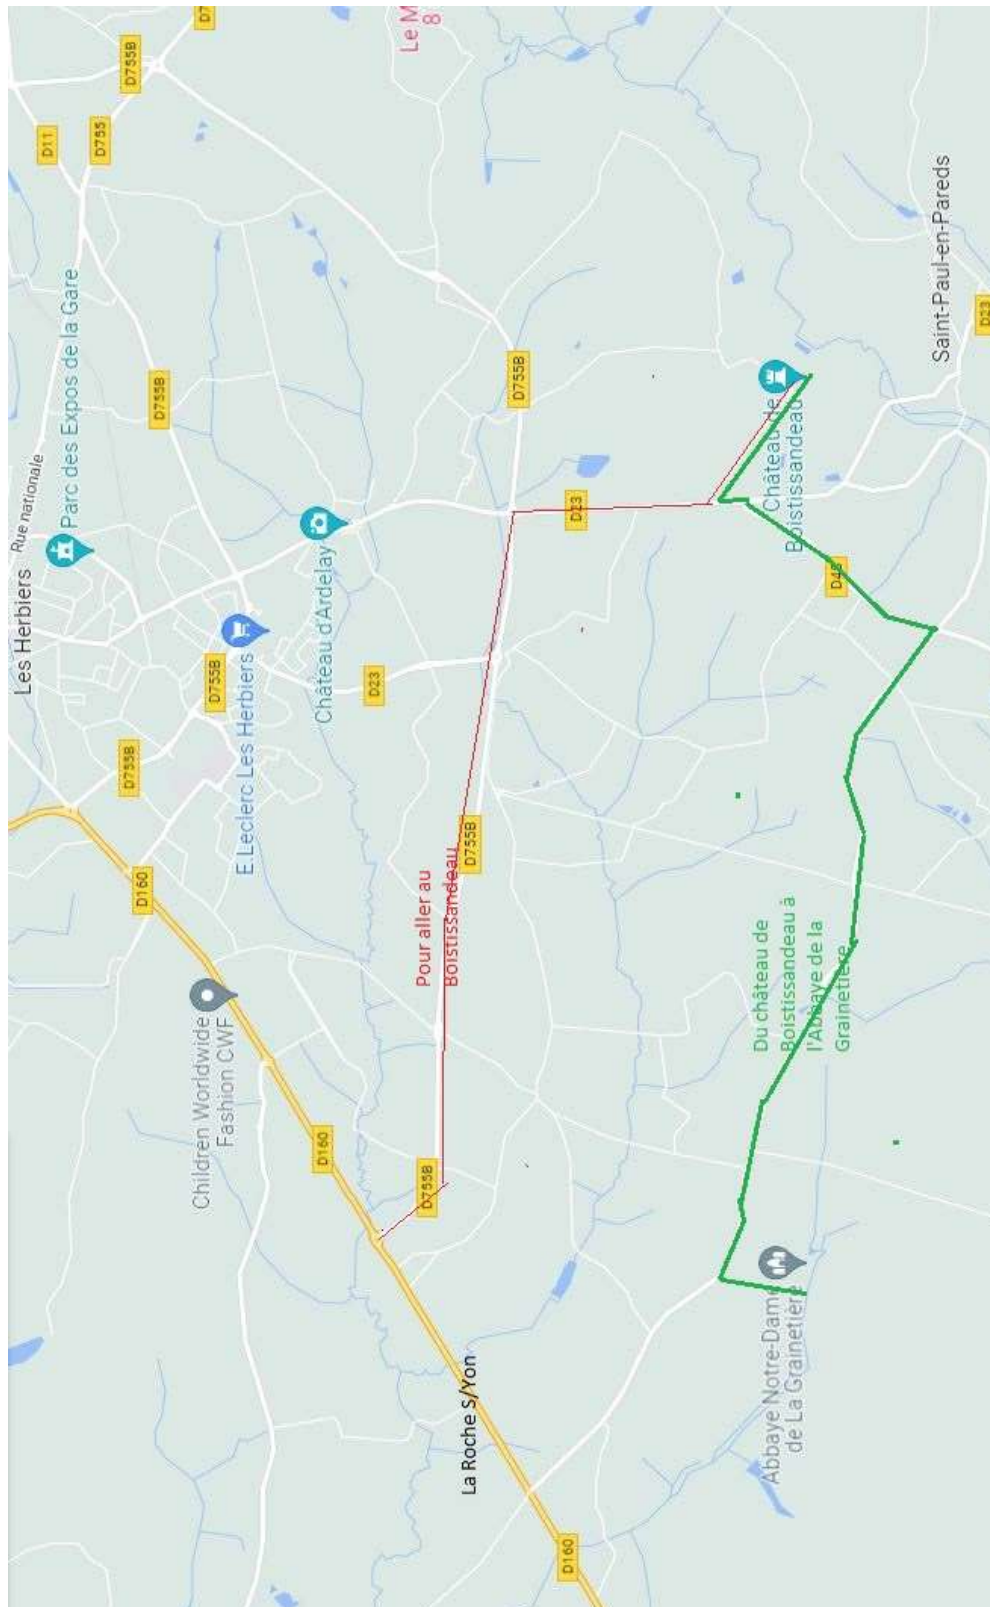 Les Herbiers
Rue nationale
D11
Parc des Expos de la Gare
D755
D755B
D755B
D160
D755B
D7
Children Worldwide
Fashion CWF
D755B
E.Leclerc Les Herbiers
D160
Château d'Ardelay
D23
Le M
8
D755B
Pour aller au
Boistissandeau
La Roche S/Yon
D755B
D755B
D160
D23
Abbaye Notre-Dame
de La Grainetière
Du château de
Boistissandeau à
l'Abbaye de la
Grainetière
Château de
Boistissandeau
D48
Saint-Paul-en-Pareds
D23